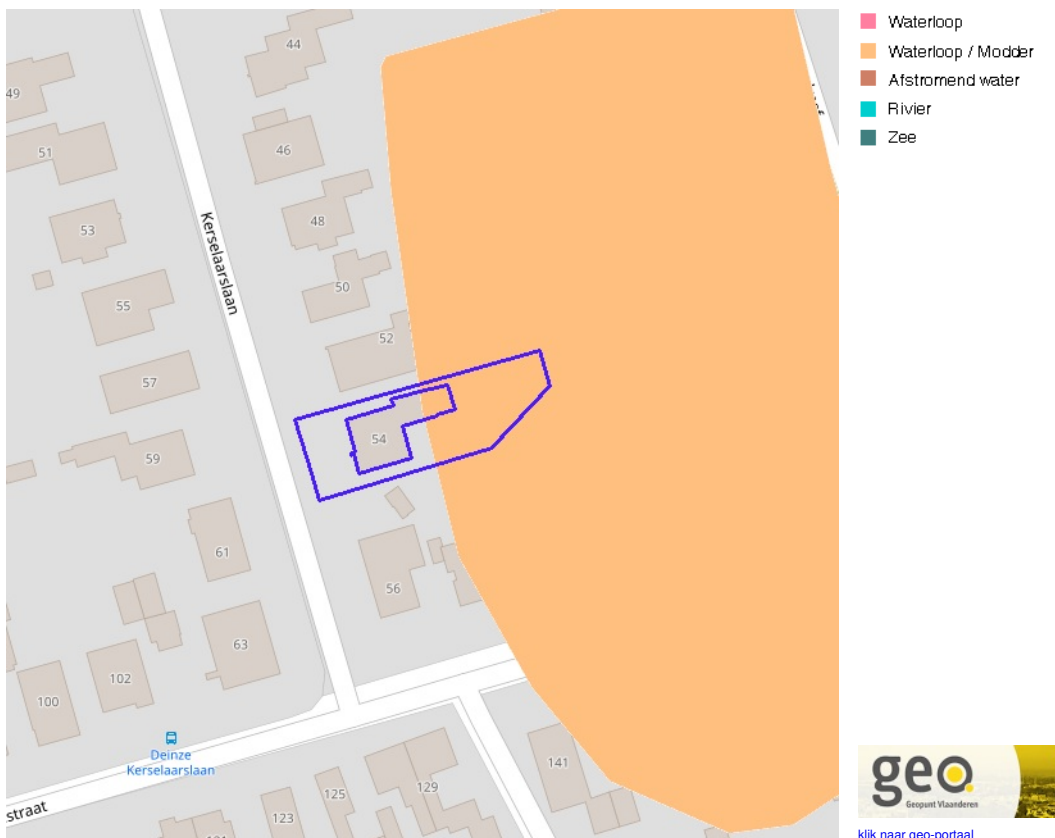 44
49
51
46
53
48
Kerselaarslaan
50
55
52
57
54
59
61
56
63
102
100
Deinze
Kerselaarslaan
141
129
125
123
straat
Waterloop
Waterloop / Modder
Afstromend water
Rivier
Zee
geo
Geopunt Vlaanderen
klik naar geo-portaal